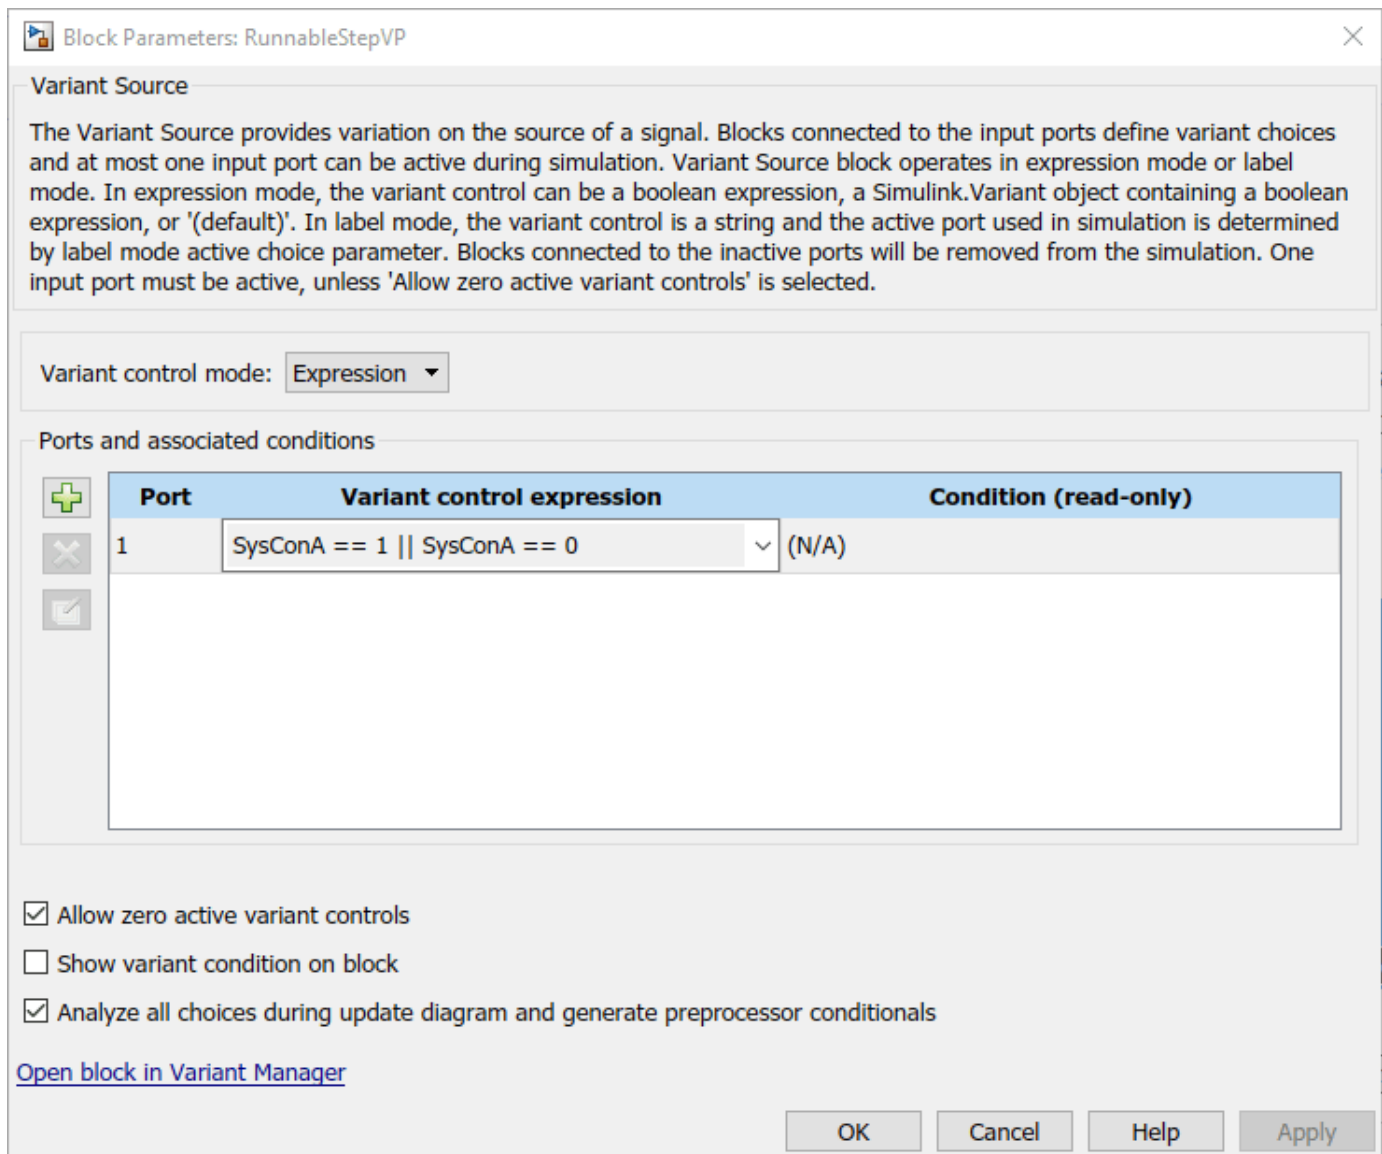 Block Parameters: RunnableStepVP
Variant Source
The Variant Source provides variation on the source of a signal. Blocks connected to the input ports define variant choices
and at most one input port can be active during simulation. Variant Source block operates in expression mode or label
mode. In expression mode, the variant control can be a boolean expression, a Simulink.Variant object containing a boolean
expression, or '(default)'. In label mode, the variant control is a string and the active port used in simulation is determined
by label mode active choice parameter. Blocks connected to the inactive ports will be removed from the simulation. One
input port must be active, unless 'Allow zero active variant controls' is selected.
Variant control mode: Expression
Ports and associated conditions
Port Variant control expression Condition (read-only)
1 SysConA == 1 || SysConA == 0 (N/A)
Allow zero active variant controls
Show variant condition on block
Analyze all choices during update diagram and generate preprocessor conditionals
Open block in Variant Manager
OK Cancel Help Apply